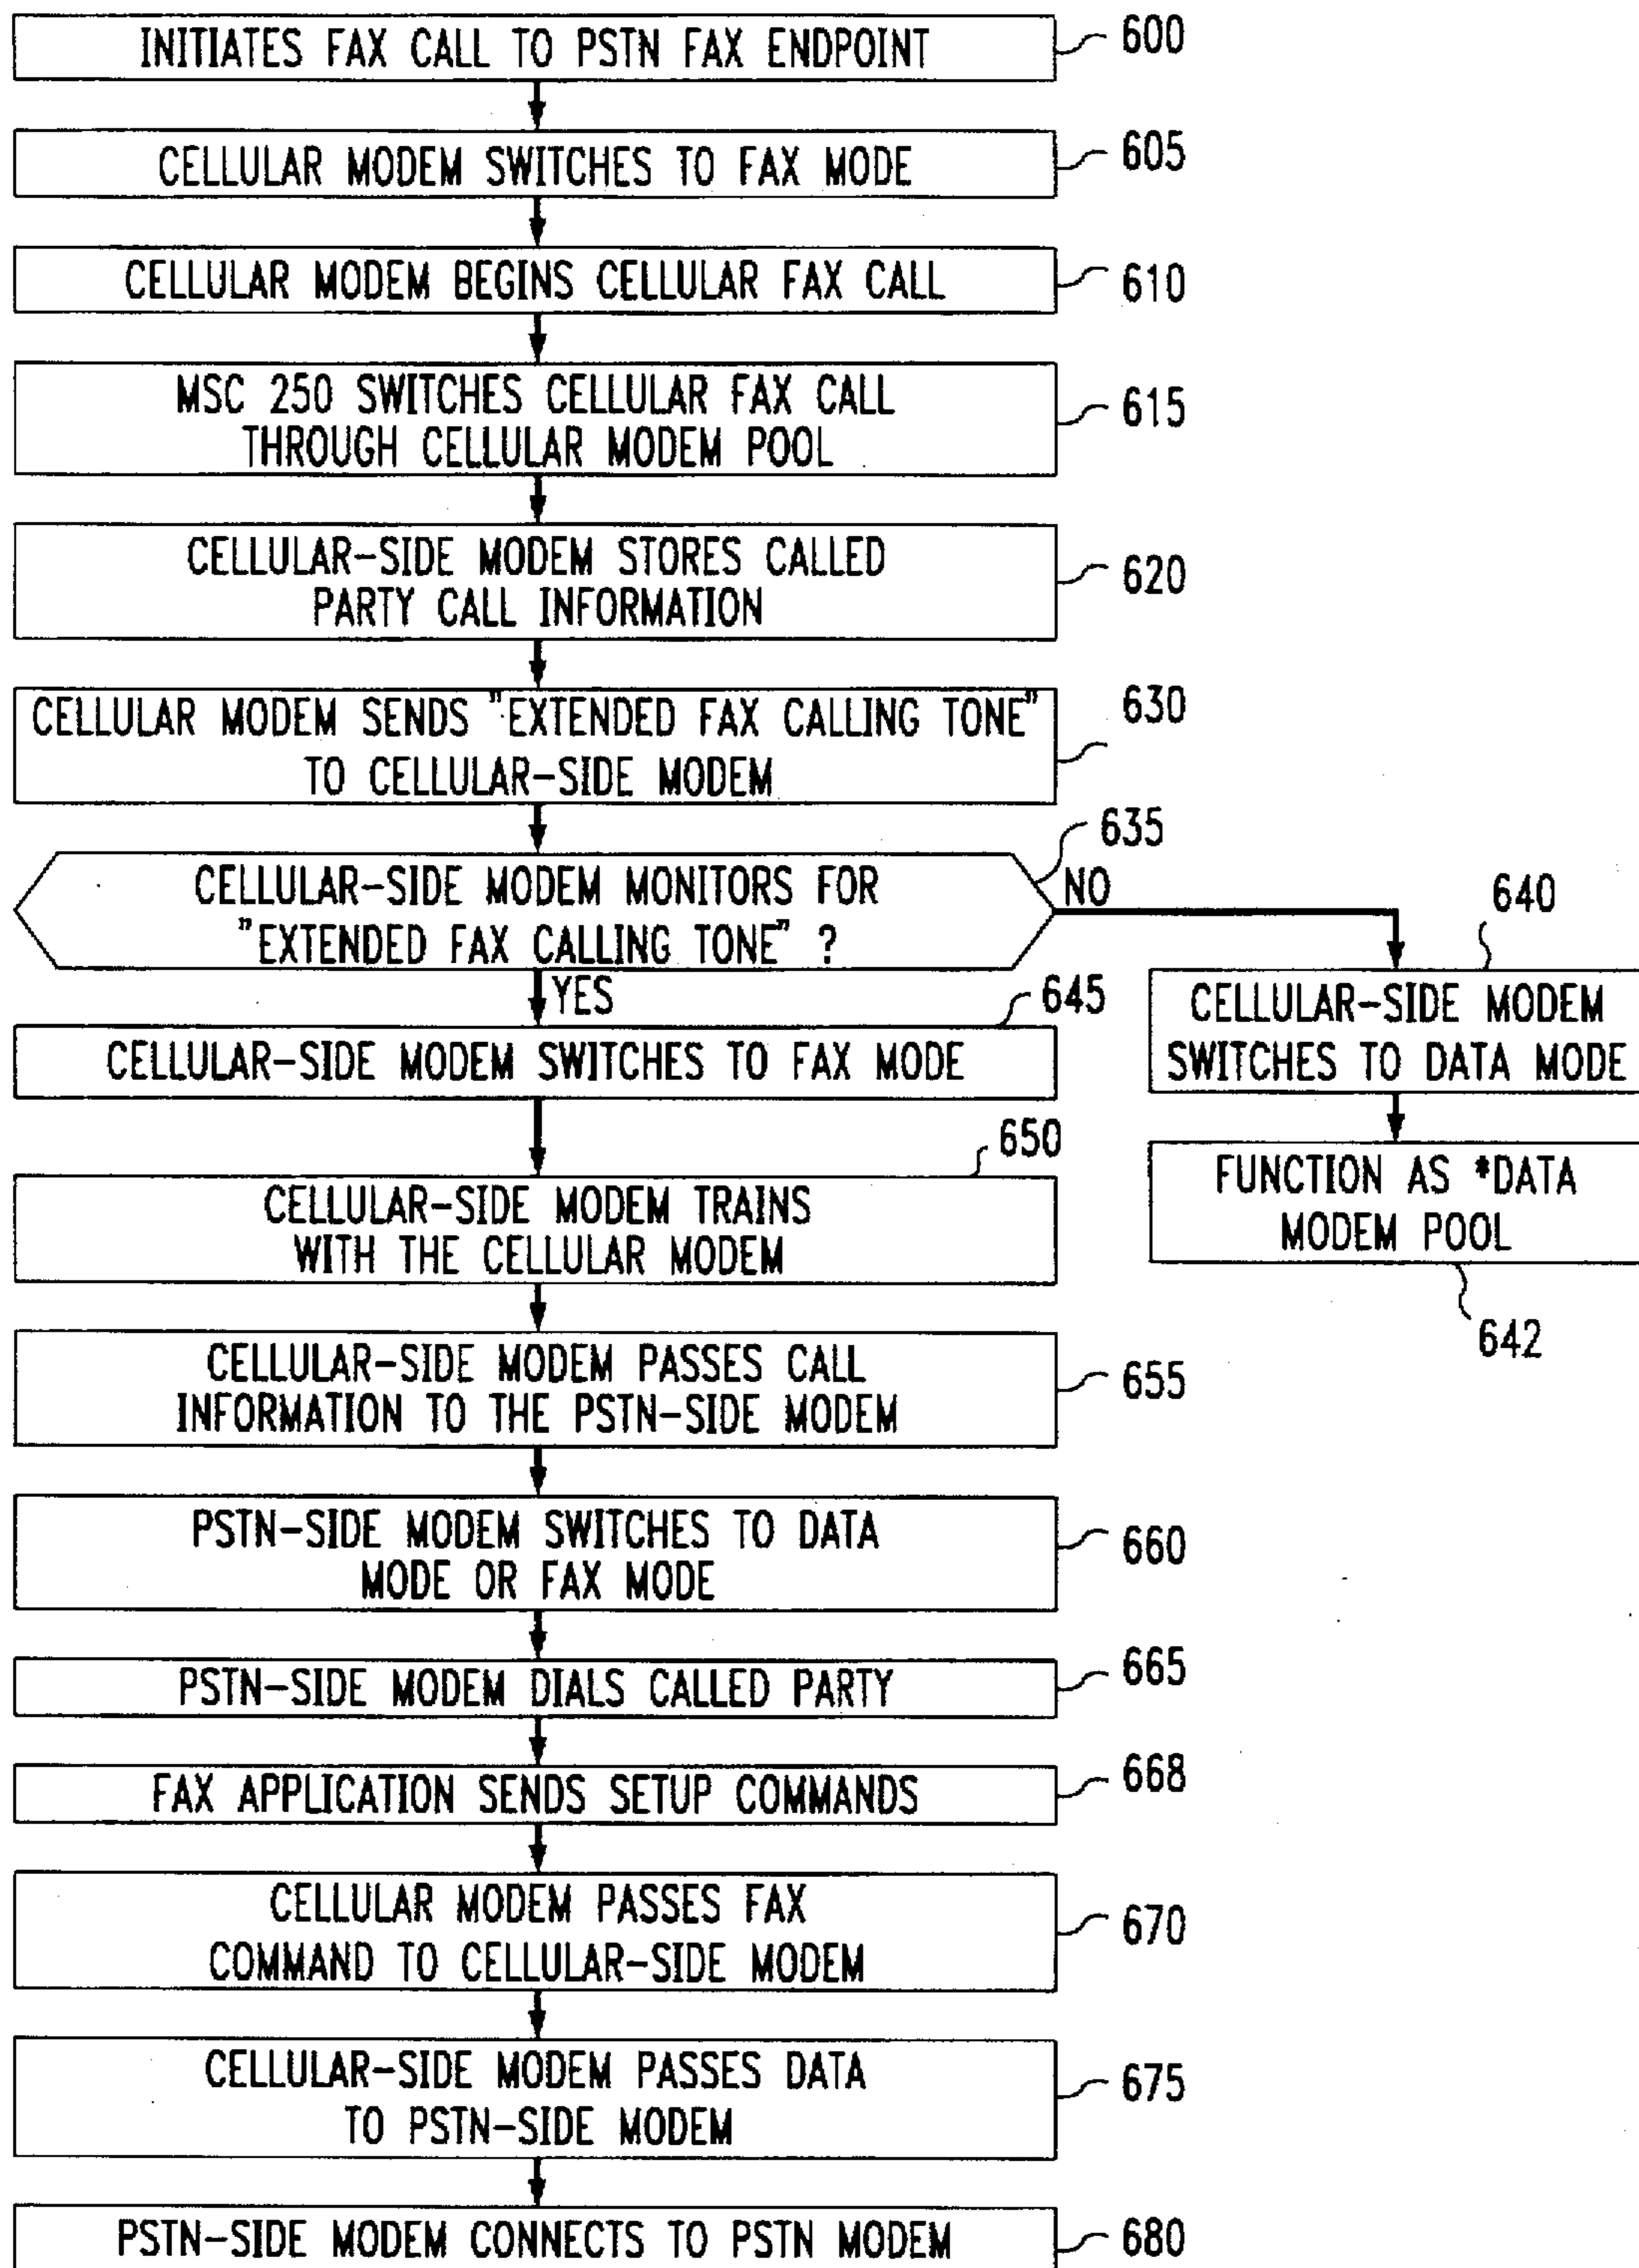 INITIATES FAX CALL TO PSTN FAX ENDPOINT
600
CELLULAR MODEM SWITCHES TO FAX MODE
605
CELLULAR MODEM BEGINS CELLULAR FAX CALL
610
MSC 250 SWITCHES CELLULAR FAX CALL
THROUGH CELLULAR MODEM POOL
615
CELLULAR-SIDE MODEM STORES CALLED
PARTY CALL INFORMATION
620
CELLULAR MODEM SENDS "EXTENDED FAX CALLING TONE"
TO CELLULAR-SIDE MODEM
630
CELLULAR-SIDE MODEM MONITORS FOR
"EXTENDED FAX CALLING TONE" ?
635
NO
640
CELLULAR-SIDE MODEM
SWITCHES TO DATA MODE
FUNCTION AS *DATA
MODEM POOL
642
YES
645
CELLULAR-SIDE MODEM SWITCHES TO FAX MODE
650
CELLULAR-SIDE MODEM TRAINS
WITH THE CELLULAR MODEM
CELLULAR-SIDE MODEM PASSES CALL
INFORMATION TO THE PSTN-SIDE MODEM
655
PSTN-SIDE MODEM SWITCHES TO DATA
MODE OR FAX MODE
660
PSTN-SIDE MODEM DIALS CALLED PARTY
665
FAX APPLICATION SENDS SETUP COMMANDS
668
CELLULAR MODEM PASSES FAX
COMMAND TO CELLULAR-SIDE MODEM
670
CELLULAR-SIDE MODEM PASSES DATA
TO PSTN-SIDE MODEM
675
PSTN-SIDE MODEM CONNECTS TO PSTN MODEM
680